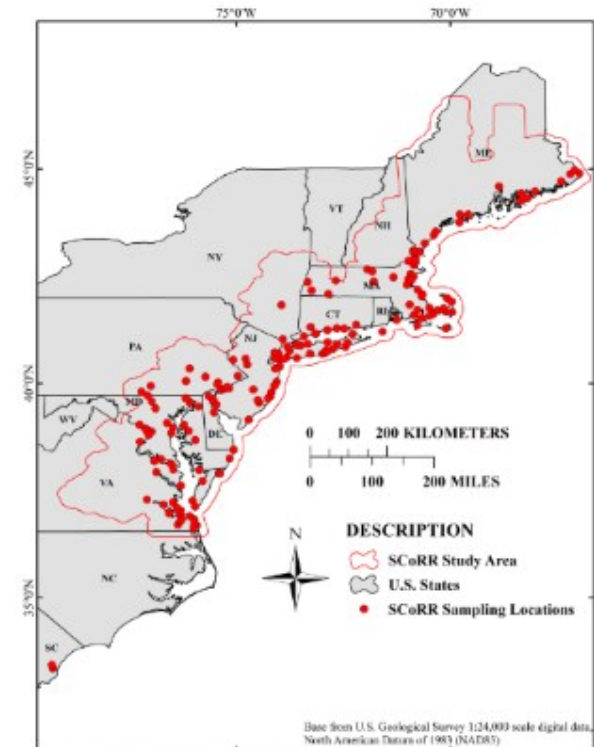 75°0'W 70°0'W
ME
45°0'N
VT
NH
NY
MA
CT RI
PA
NJ
40°0'N
MD
WV
DE
0 100 200 KILOMETERS
VA
0 100 200 MILES
DESCRIPTION
N
SCoRR Study Area
NC
U.S. States
35°0'N
SCoRR Sampling Locations
SC
Base from U.S. Geological Survey 1:24,000 scale digital data,
North American Datum of 1983 (NAD83)